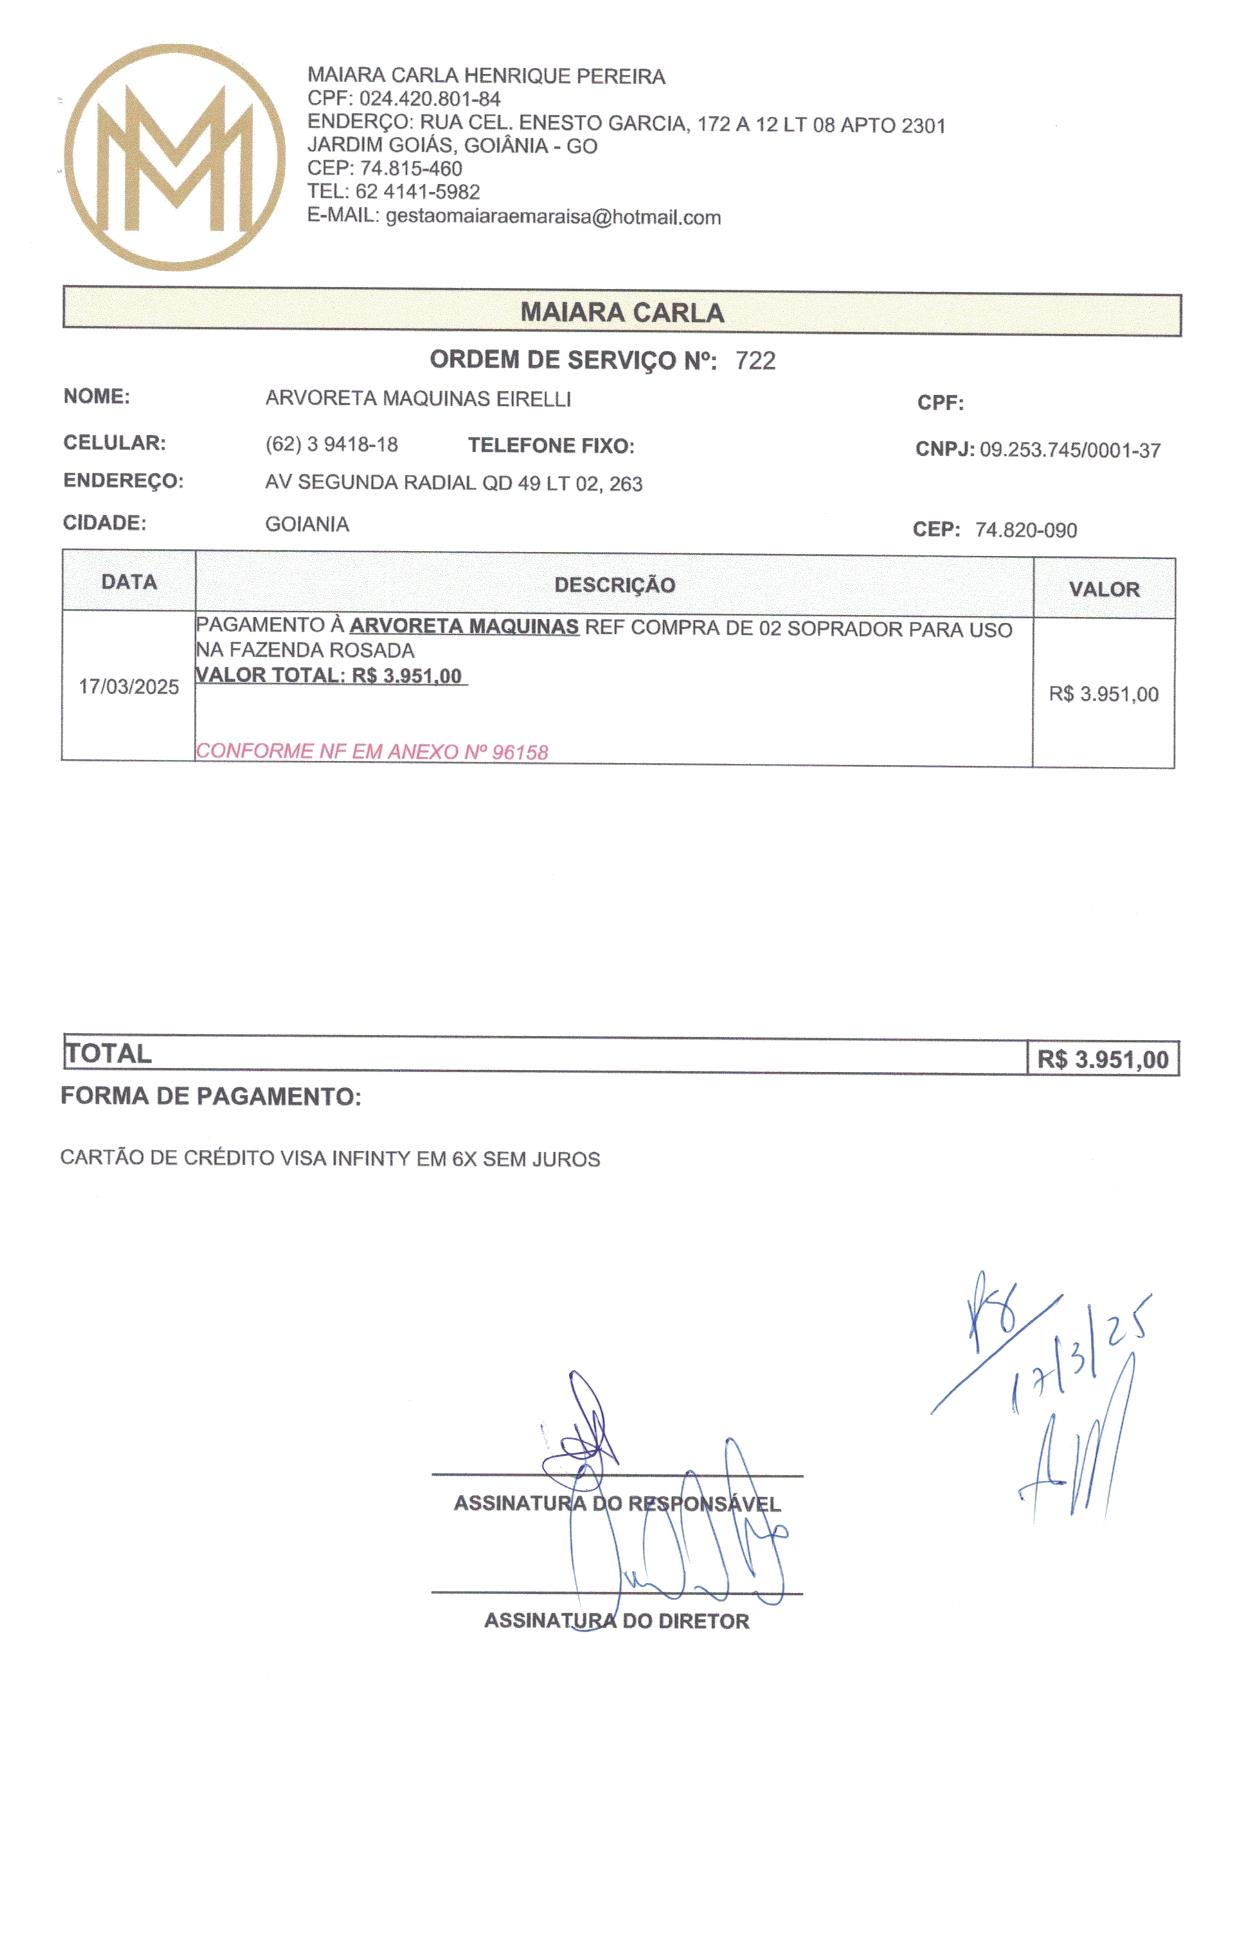 MAIARA CARLA HENRIQUE PEREIRA
CPF: 024.420.801-84
ENDERÇO: RUA CEL. ENESTO GARCIA, 172 A 12 LT 08 APTO 2301
JARDIM GOIÁS, GOIÂNIA - GO
CEP: 74.815-460
TEL: 62 4141-5982
E-MAIL: gestaomaiaraemaraisa@hotmail.com
MAIARA CARLA
ORDEM DE SERVIÇO Nº: 722
NOME: ARVORETA MAQUINAS EIRELLI CPF:
CELULAR: (62) 3 9418-18 TELEFONE FIXO: CNPJ: 09.253.745/0001-37
ENDEREÇO: AV SEGUNDA RADIAL QD 49 LT 02, 263
CIDADE: GOIANIA CEP: 74.820-090
DATA DESCRIÇÃO VALOR
17/03/2025
PAGAMENTO À ARVORETA MAQUINAS REF COMPRA DE 02 SOPRADOR PARA USO
NA FAZENDA ROSADA
VALOR TOTAL: R$ 3.951,00
CONFORME NF EM ANEXO Nº 96158
R$ 3.951,00
TOTAL R$ 3.951,00
FORMA DE PAGAMENTO:
CARTÃO DE CRÉDITO VISA INFINTY EM 6X SEM JUROS
17/3/25
ASSINATURA DO RESPONSÁVEL
ASSINATURA DO DIRETOR